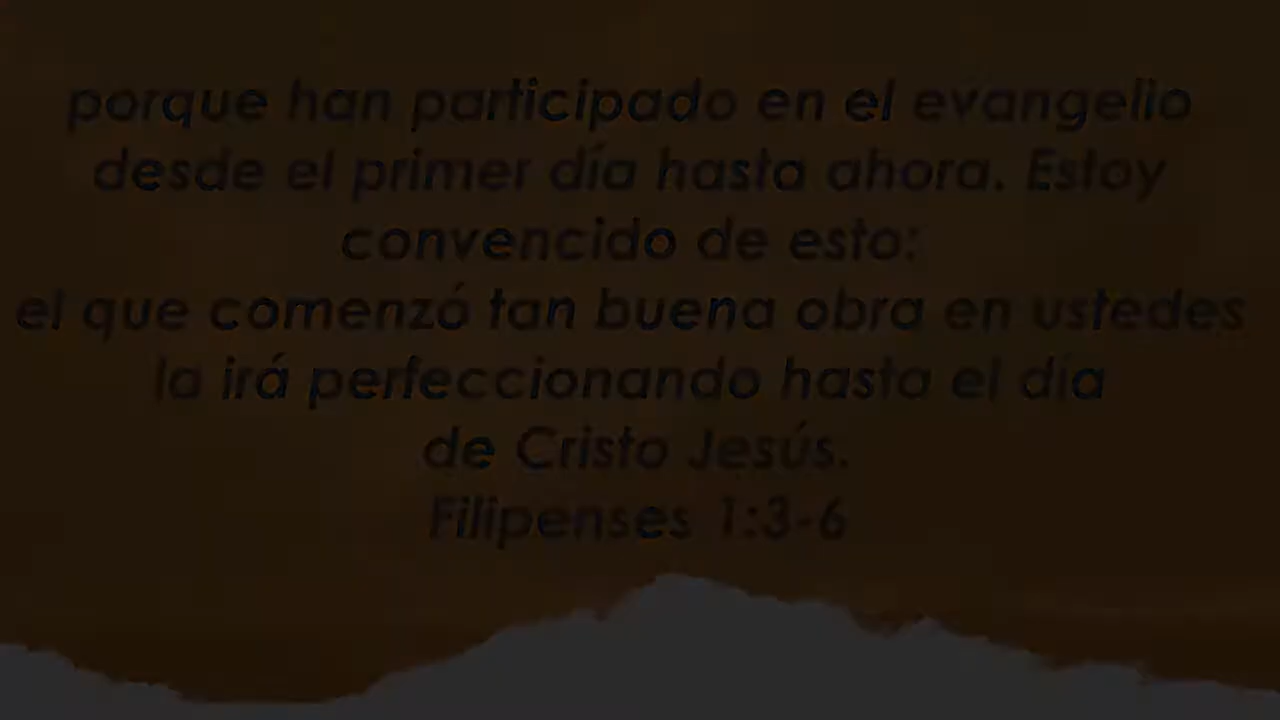 porque han participado en el evangelio
desde el primer día hasta ahora. Estoy
convencido de esto:
el que comenzó tan buena obra en ustedes
la irá perfeccionando hasta el día
de Cristo Jesús.
Filipenses 1:3-6